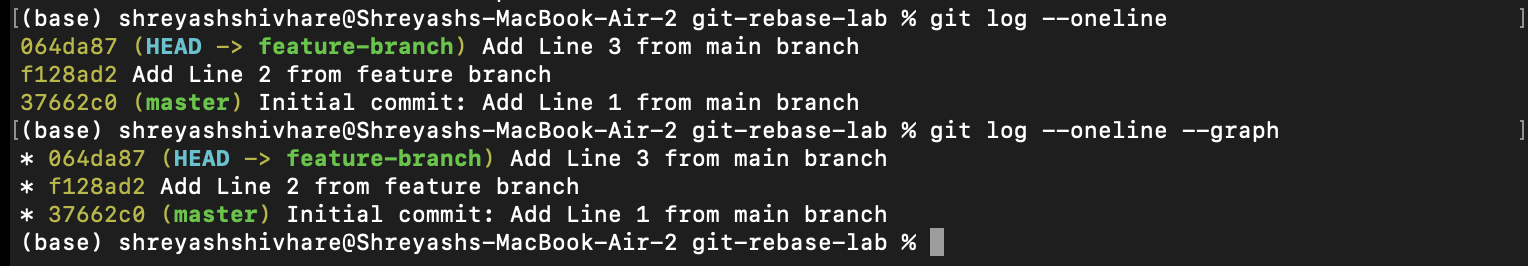 [(base) shreyashshivhare@Shreyashs-MacBook-Air-2 git-rebase-lab % git log --oneline ]
064da87 (HEAD -> feature-branch) Add Line 3 from main branch
f128ad2 Add Line 2 from feature branch
37662c0 (master) Initial commit: Add Line 1 from main branch
[(base) shreyashshivhare@Shreyashs-MacBook-Air-2 git-rebase-lab % git log --oneline --graph ]
* 064da87 (HEAD -> feature-branch) Add Line 3 from main branch
* f128ad2 Add Line 2 from feature branch
* 37662c0 (master) Initial commit: Add Line 1 from main branch
(base) shreyashshivhare@Shreyashs-MacBook-Air-2 git-rebase-lab %